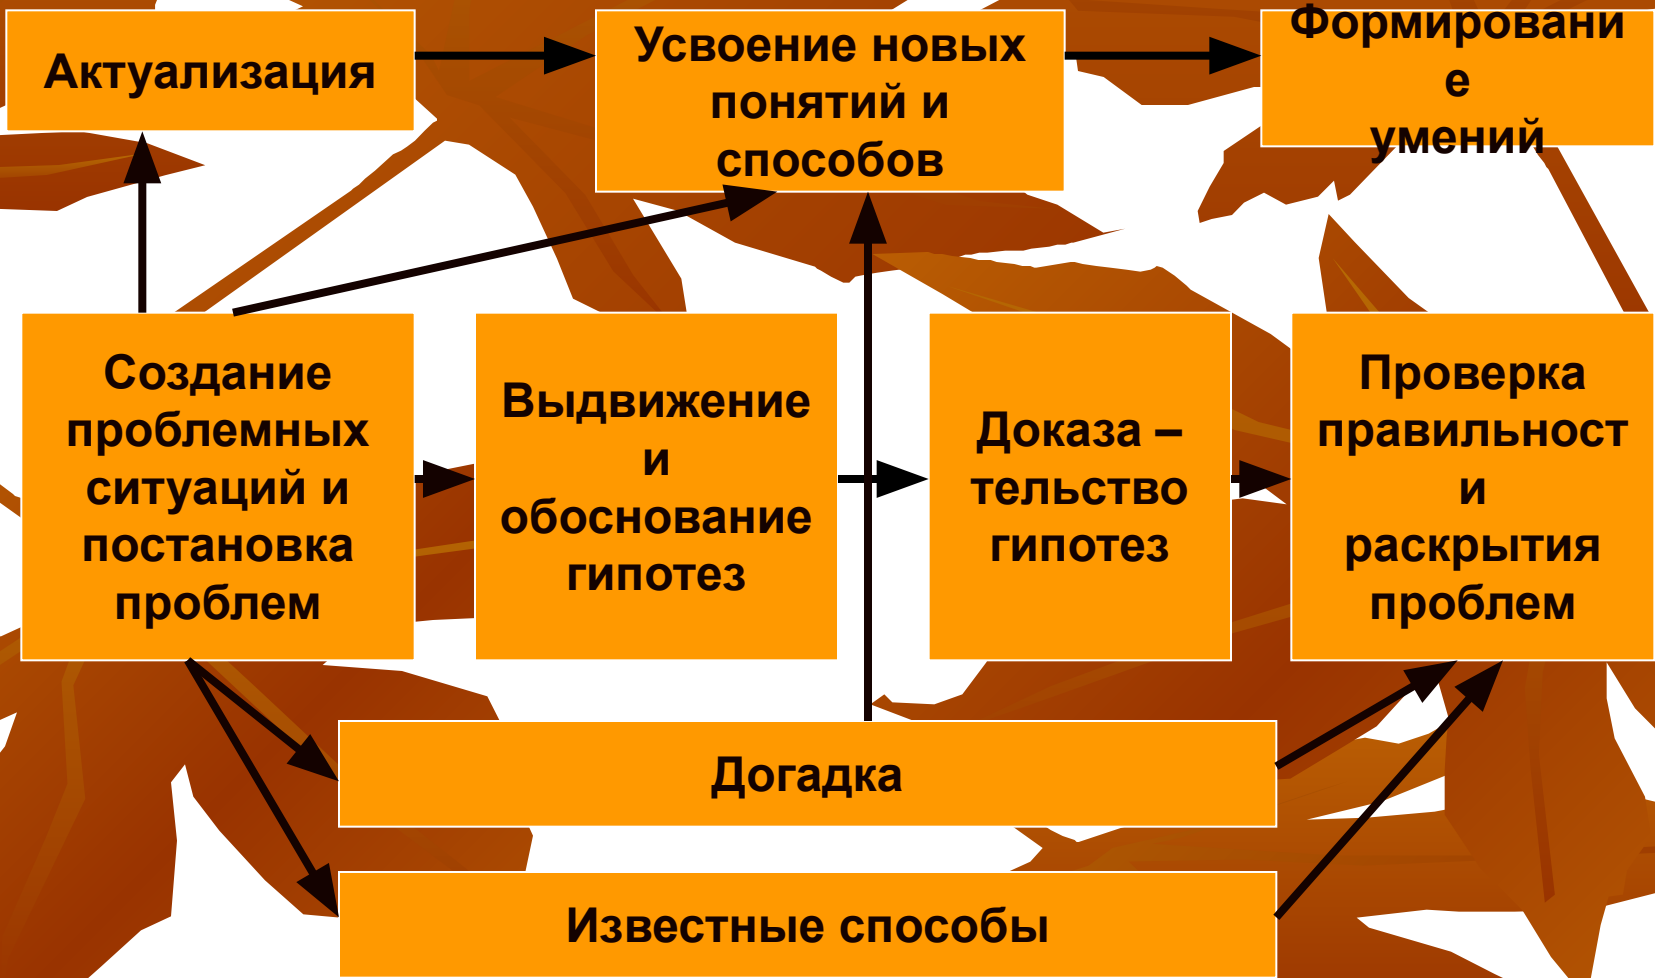 Актуализация
Усвоение новых
понятий и
способов
Формировани
е
умений
Создание
проблемных
ситуаций и
постановка
проблем
Выдвижение
и
обоснование
гипотез
Доказа –
тельство
гипотез
Проверка
правильност
и
раскрытия
проблем
Догадка
Известные способы